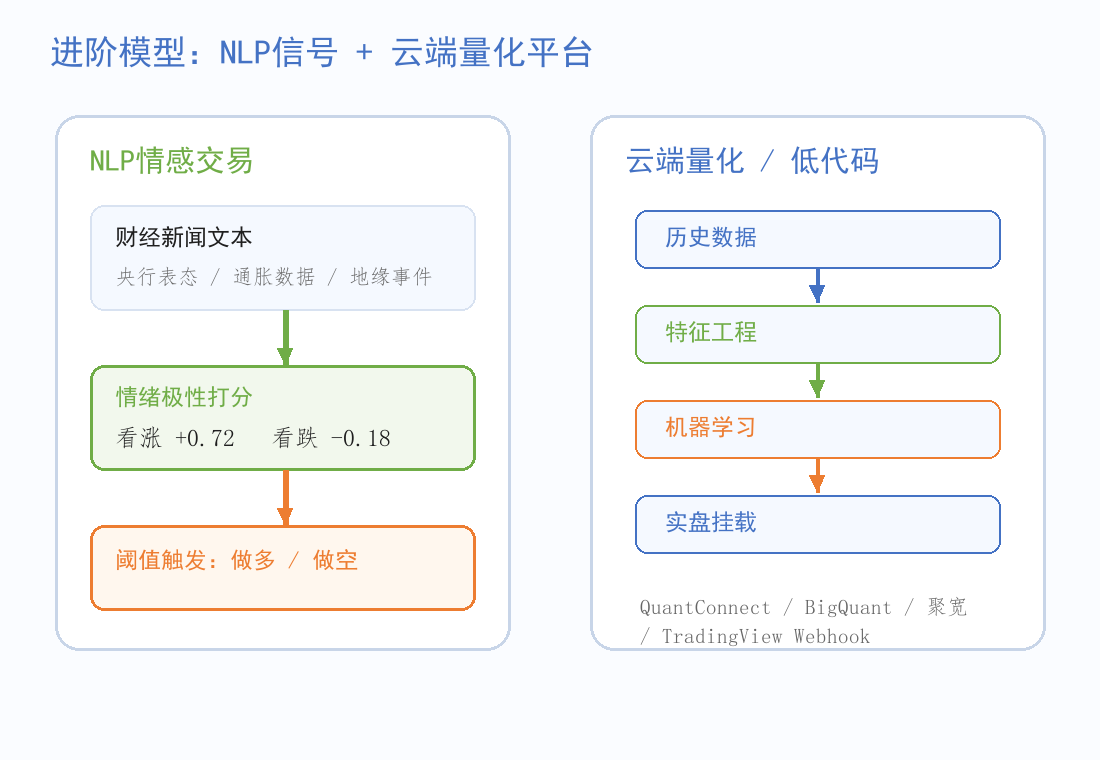 进阶模型：NLP信号 + 云端量化平台
NLP情感交易
财经新闻文本
央行表态 / 通胀数据 / 地缘事件
情绪极性打分
看涨 +0.72 看跌 −0.18
阈值触发：做多 / 做空
云端量化 / 低代码
历史数据
特征工程
机器学习
实盘挂载
QuantConnect / BigQuant / 聚宽
/ TradingView Webhook